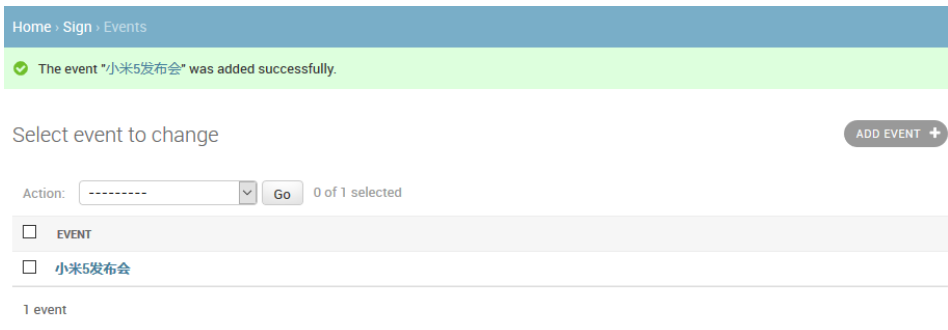 Home › Sign › Events
The event "小米5发布会" was added successfully.
Select event to change
ADD EVENT +
Action: --------- Go 0 of 1 selected
EVENT
小米5发布会
1 event